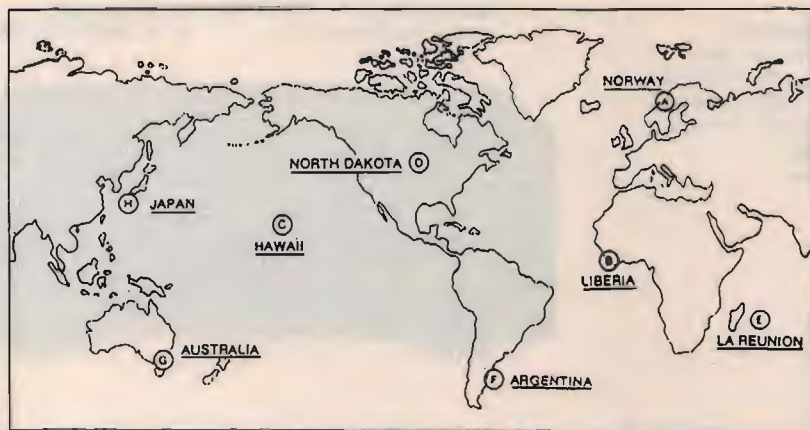 NORWAY
A
NORTH DAKOTA D
H JAPAN
C
HAWAII
B
LIBERIA
E
LA REUNION
G AUSTRALIA
F ARGENTINA